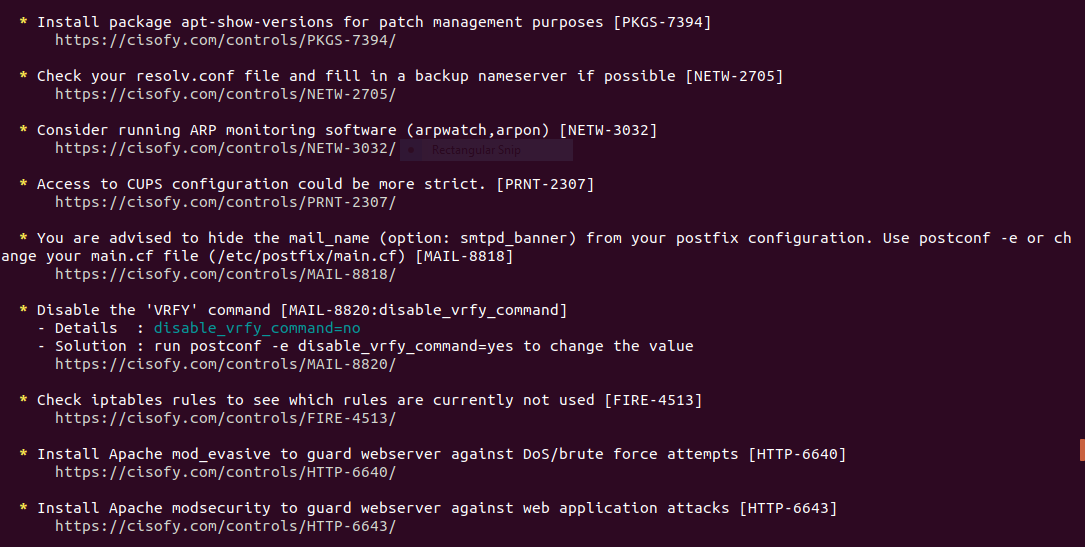 * Install package apt-show-versions for patch management purposes [PKGS-7394]
https://cisofy.com/controls/PKGS-7394/
* Check your resolv.conf file and fill in a backup nameserver if possible [NETW-2705]
https://cisofy.com/controls/NETW-2705/
* Consider running ARP monitoring software (arpwatch,arpon) [NETW-3032]
https://cisofy.com/controls/NETW-3032/ Rectangular Snip
* Access to CUPS configuration could be more strict. [PRNT-2307]
https://cisofy.com/controls/PRNT-2307/
* You are advised to hide the mail_name (option: smtpd_banner) from your postfix configuration. Use postconf -e or ch
ange your main.cf file (/etc/postfix/main.cf) [MAIL-8818]
https://cisofy.com/controls/MAIL-8818/
* Disable the 'VRFY' command [MAIL-8820:disable_vrfy_command]
- Details  : disable_vrfy_command=no
- Solution : run postconf -e disable_vrfy_command=yes to change the value
https://cisofy.com/controls/MAIL-8820/
* Check iptables rules to see which rules are currently not used [FIRE-4513]
https://cisofy.com/controls/FIRE-4513/
* Install Apache mod_evasive to guard webserver against DoS/brute force attempts [HTTP-6640]
https://cisofy.com/controls/HTTP-6640/
* Install Apache modsecurity to guard webserver against web application attacks [HTTP-6643]
https://cisofy.com/controls/HTTP-6643/